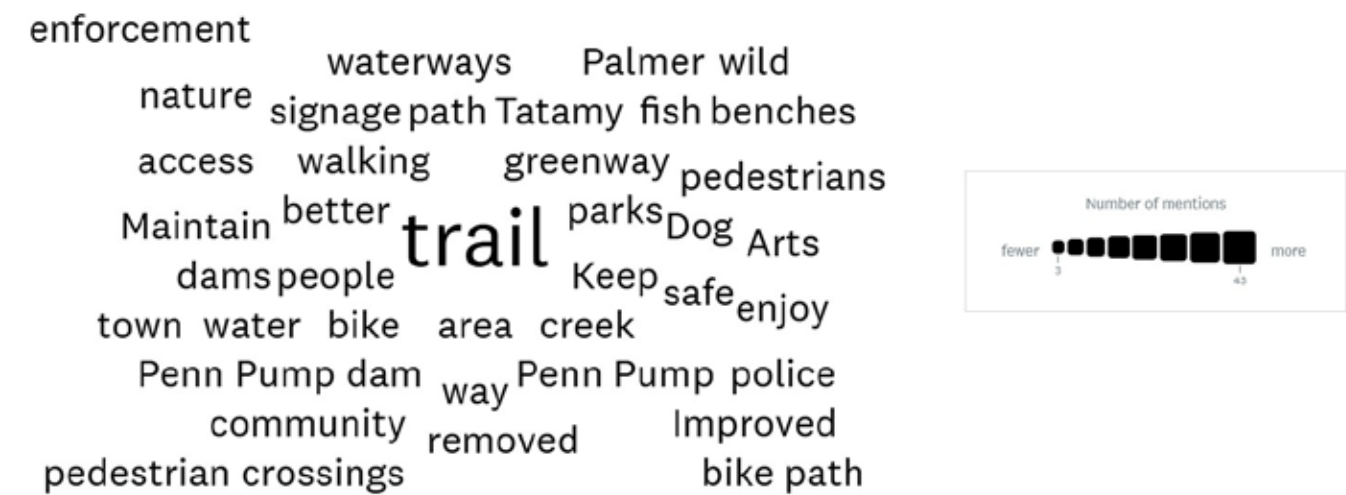 enforcement
waterways Palmer wild
nature signage path Tatamy fish benches
access walking greenway pedestrians
Maintain better trail parks Dog Arts
dams people Keep safe enjoy
town water bike area creek
Penn Pump dam way Penn Pump police
community removed Improved
pedestrian crossings bike path
Number of mentions
fewer more
3 43